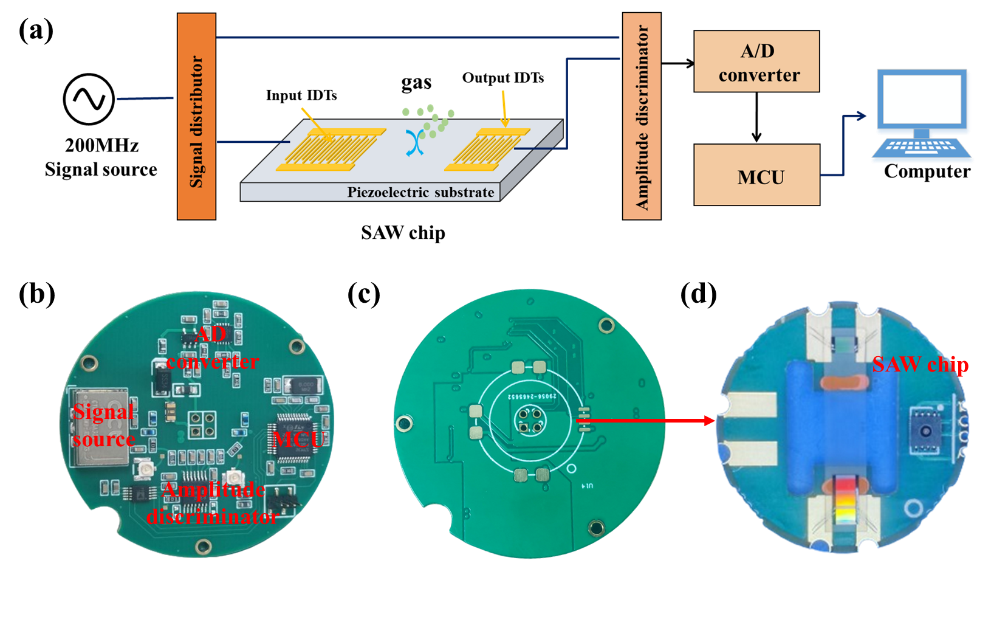 (a)
200MHz
Signal source
Signal distributor
Input IDTs
gas
Output IDTs
Piezoelectric substrate
SAW chip
Amplitude discriminator
A/D
converter
MCU
Computer
(b)
AD
converter
Signal
source
MCU
Amplitude
discriminator
(c)
(d)
SAW chip